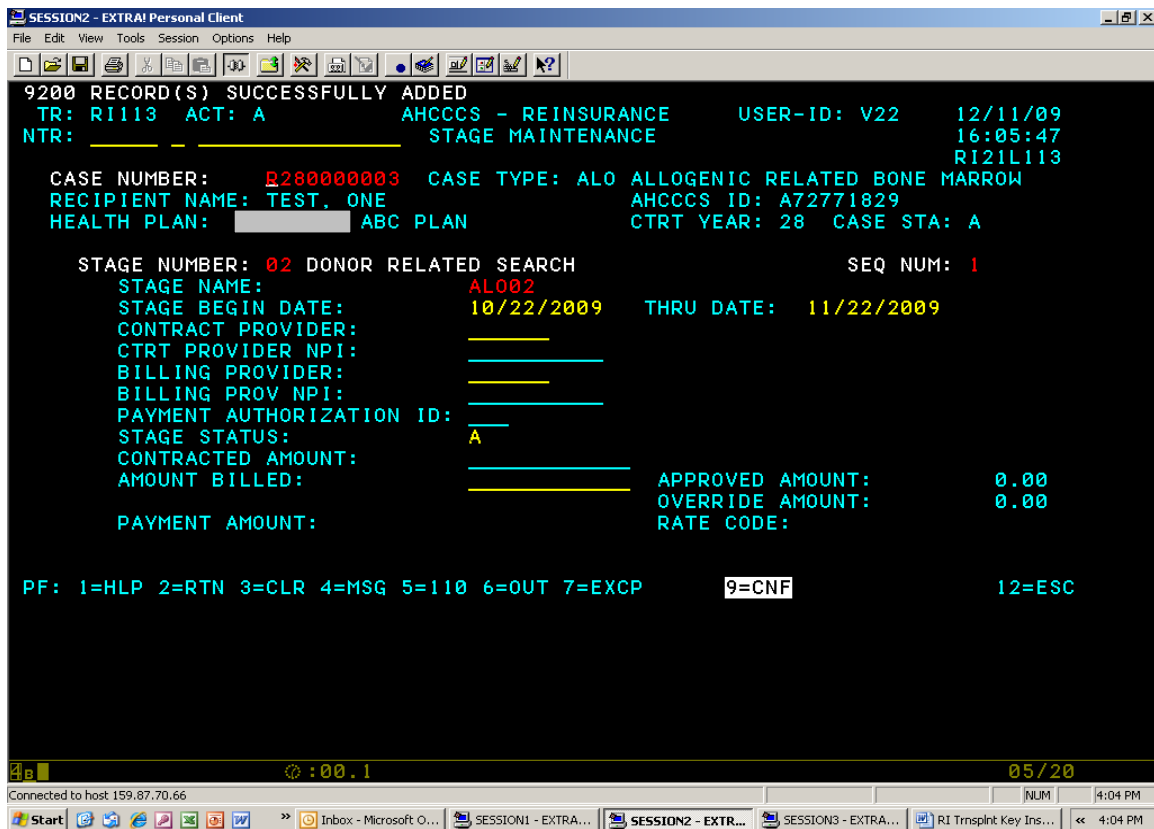 SESSION2 - EXTRA! Personal Client
File Edit View Tools Session Options Help
9200 RECORD(S) SUCCESSFULLY ADDED
TR: RI113 ACT: A AHCCCS - REINSURANCE USER-ID: V22 12/11/09
NTR: STAGE MAINTENANCE 16:05:47
RI21L113
CASE NUMBER: R280000003 CASE TYPE: ALO ALLOGENIC RELATED BONE MARROW
RECIPIENT NAME: TEST, ONE AHCCCS ID: A72771829
HEALTH PLAN: ABC PLAN CTRT YEAR: 28 CASE STA: A
STAGE NUMBER: 02 DONOR RELATED SEARCH SEQ NUM: 1
STAGE NAME: ALO02
STAGE BEGIN DATE: 10/22/2009 THRU DATE: 11/22/2009
CONTRACT PROVIDER:
CTRT PROVIDER NPI:
BILLING PROVIDER:
BILLING PROV NPI:
PAYMENT AUTHORIZATION ID:
STAGE STATUS: A
CONTRACTED AMOUNT:
AMOUNT BILLED: APPROVED AMOUNT: 0.00
OVERRIDE AMOUNT: 0.00
PAYMENT AMOUNT: RATE CODE:
PF: 1=HLP 2=RTN 3=CLR 4=MSG 5=110 6=OUT 7=EXCP 9=CNF 12=ESC
4B :00.1 05/20
Connected to host 159.87.70.66 NUM 4:04 PM
Start » Inbox - Microsoft O... SESSION1 - EXTRA... SESSION2 - EXTR... SESSION3 - EXTRA... RI Trnsplnt Key Ins... « 4:04 PM